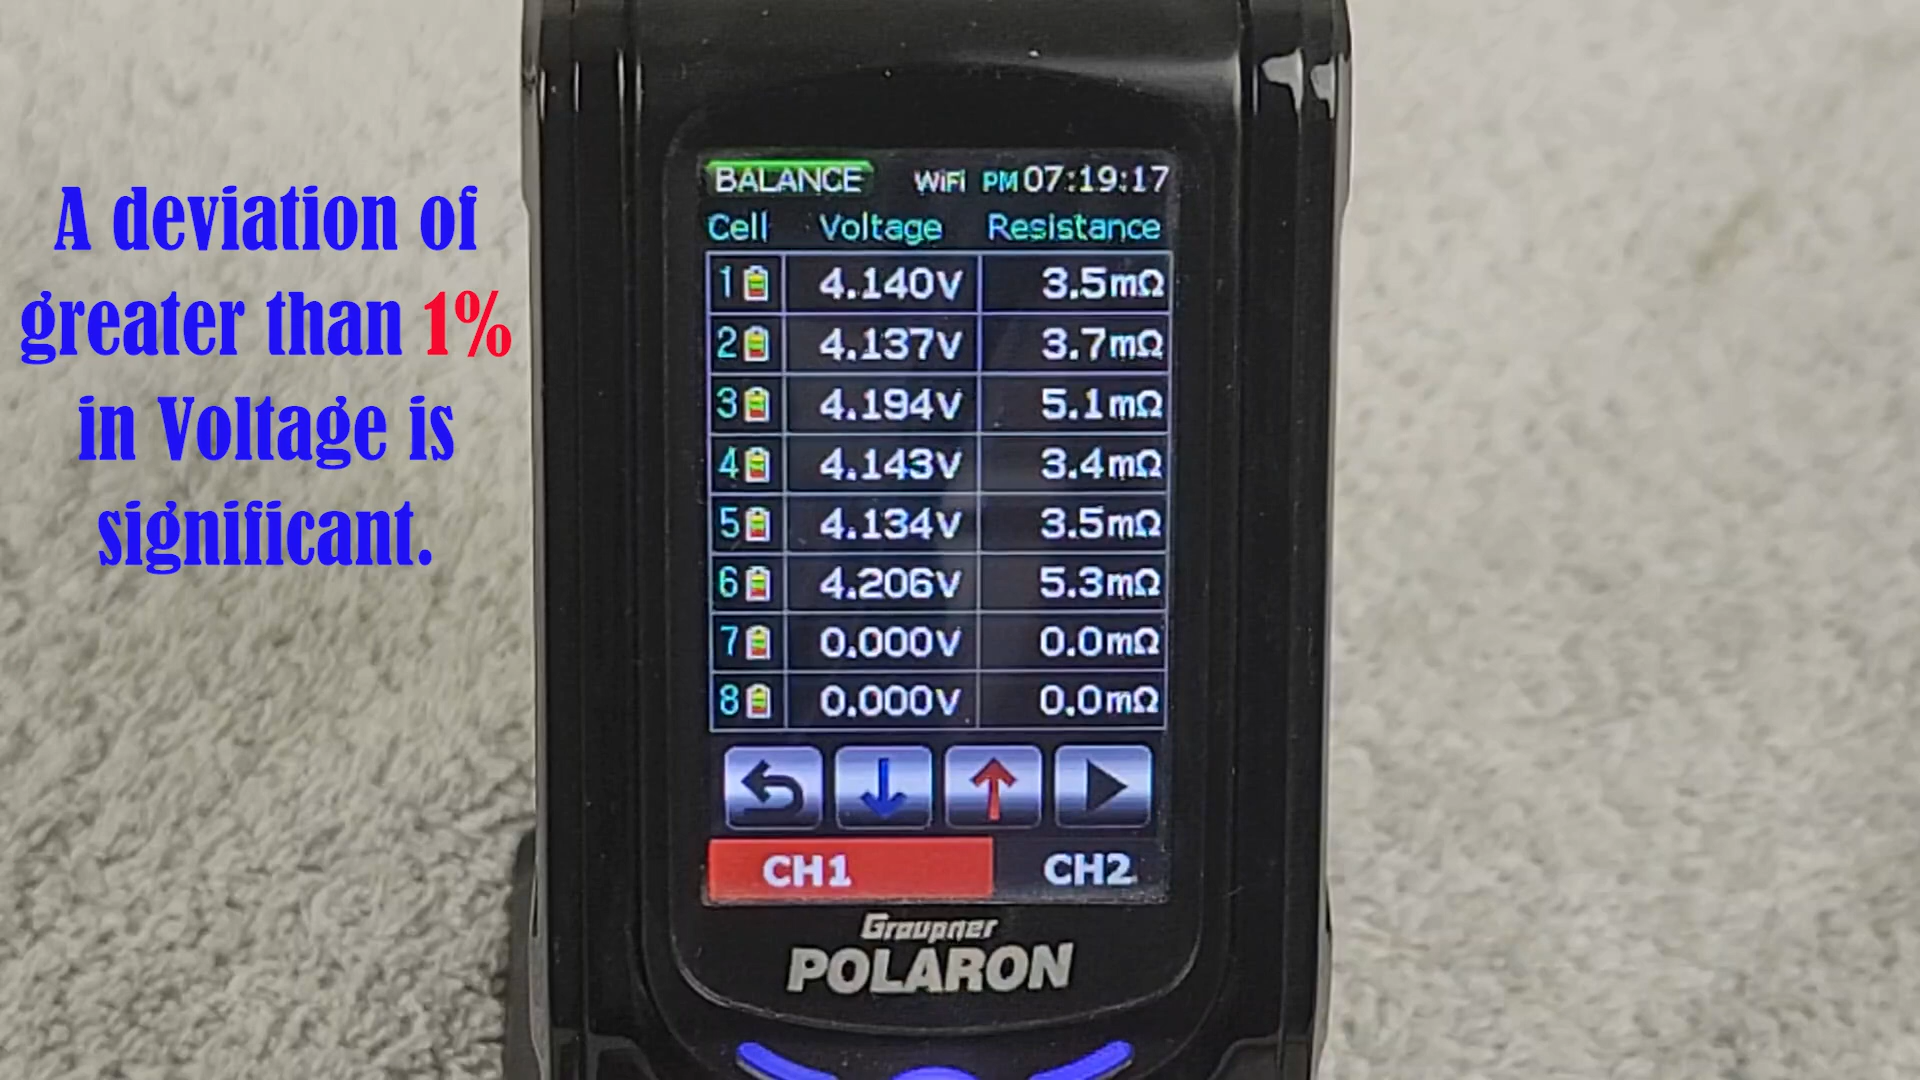 A deviation of
greater than 1%
in Voltage is
significant.
BALANCE WiFi PM 07:19:17
Cell Voltage Resistance
1 4.140V 3.5mΩ
2 4.137V 3.7mΩ
3 4.194V 5.1mΩ
4 4.143V 3.4mΩ
5 4.134V 3.5mΩ
6 4.206V 5.3mΩ
7 0.000V 0.0mΩ
8 0.000V 0.0mΩ
CH1 CH2
Graupner
POLARON